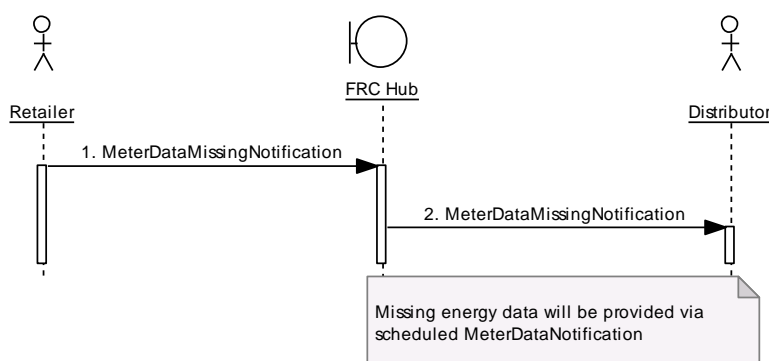 FRC Hub
Retailer
Distributor
1. MeterDataMissingNotification
2. MeterDataMissingNotification
Missing energy data will be provided via
scheduled MeterDataNotification